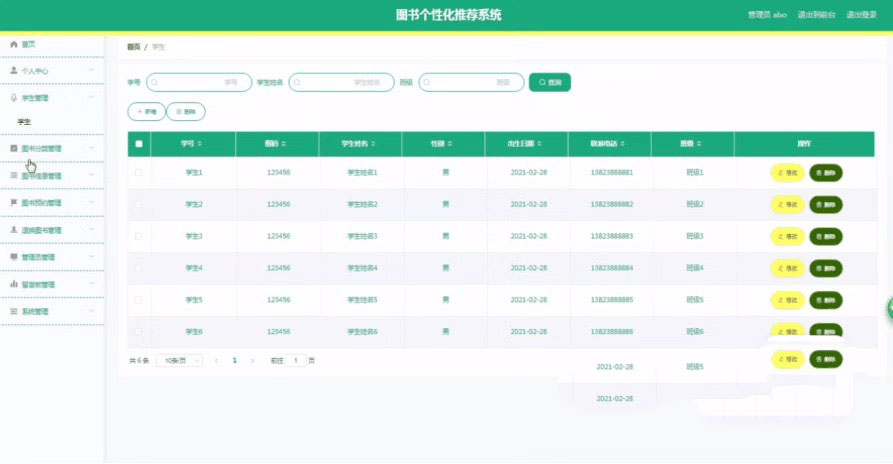 图书个性化推荐系统
管理员 abo 退出到前台 退出登录
首页
个人中心
学生管理
学生
图书分类管理
图书信息管理
图书预约管理
退换图书管理
管理员管理
留言板管理
系统管理
首页 / 学生
学号 学号 学生姓名 学生姓名 班级 班级 查询
+ 新增 删除
学号 密码 学生姓名 性别 出生日期 联系电话 班级 操作
学生1 123456 学生姓名1 男 2021-02-28 13823888881 班级1 修改 删除
学生2 123456 学生姓名2 男 2021-02-28 13823888882 班级2 修改 删除
学生3 123456 学生姓名3 男 2021-02-28 13823888883 班级3 修改 删除
学生4 123456 学生姓名4 男 2021-02-28 13823888884 班级4 修改 删除
学生5 123456 学生姓名5 男 2021-02-28 13823888885 班级5 修改 删除
学生6 123456 学生姓名6 男 2021-02-28 13823888886 班级6 修改 删除
共 6 条 10条/页 1 前往 1 页
2021-02-28 班级5 修改 删除
2021-02-28